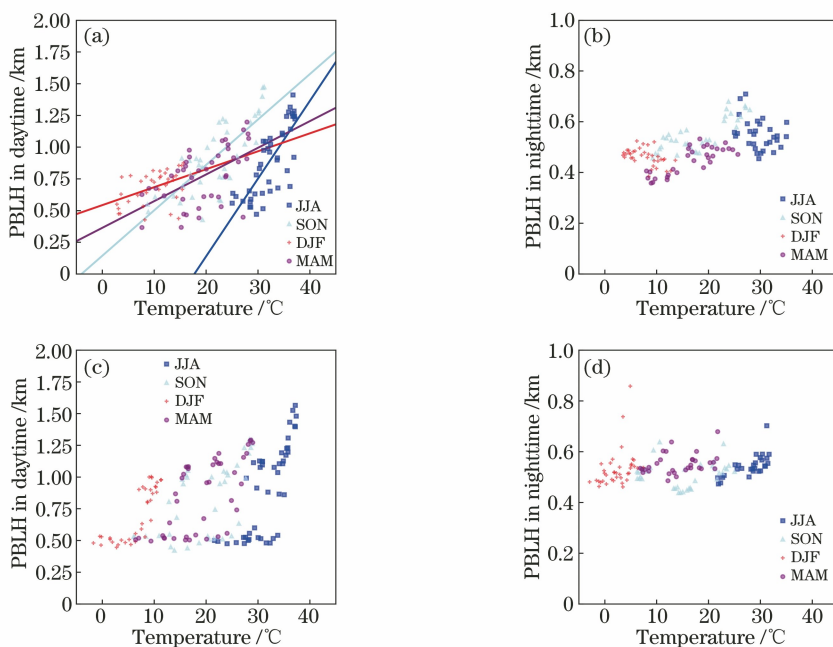 (a)
PBLH in daytime /km
2.00
1.75
1.50
1.25
1.00
0.75
0.50
0.25
0
JJA
SON
DJF
MAM
0 10 20 30 40
Temperature /℃
(b)
PBLH in nighttime /km
1.0
0.8
0.6
0.4
0.2
0
JJA
SON
DJF
MAM
0 10 20 30 40
Temperature /℃
(c)
PBLH in daytime /km
2.00
1.75
1.50
1.25
1.00
0.75
0.50
0.25
0
JJA
SON
DJF
MAM
0 10 20 30 40
Temperature /℃
(d)
PBLH in nighttime /km
1.0
0.8
0.6
0.4
0.2
0
JJA
SON
DJF
MAM
0 10 20 30 40
Temperature /℃